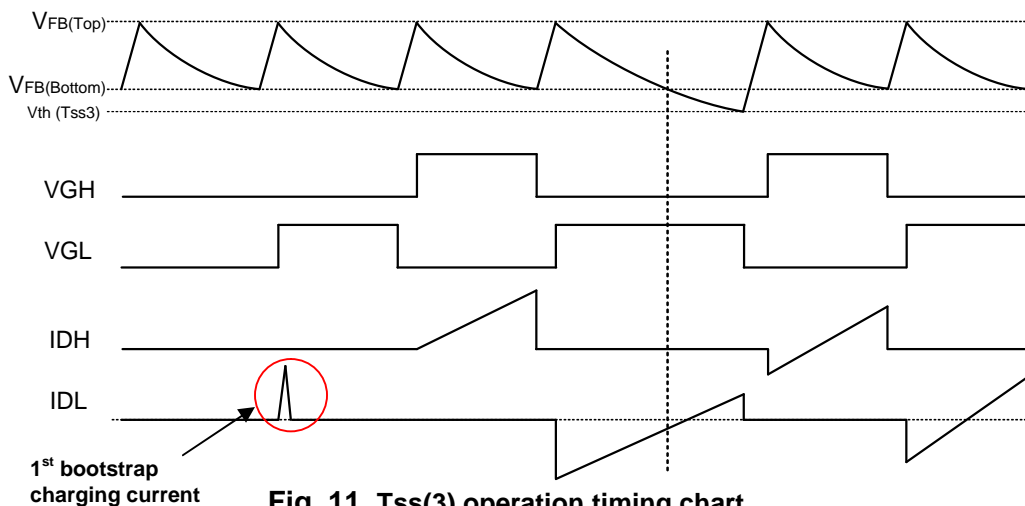 VFB(Top)
VFB(Bottom)
Vth (Tss3)
VGH
VGL
IDH
IDL
1st bootstrap
charging current
Fig. 11 Tss(3) operation timing chart